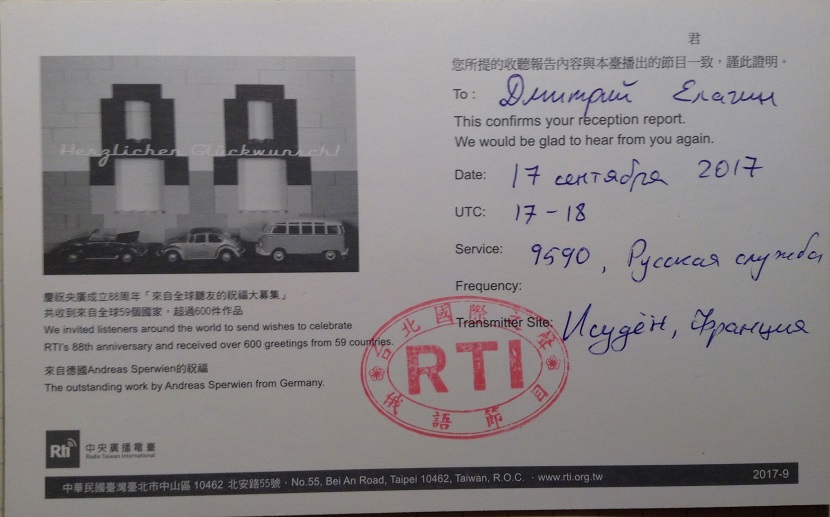 Herzlichen Glückwunsch!
慶祝央廣成立88周年「來自全球聽友的祝福大募集」
共收到來自全球59個國家，超過600件作品
We invited listeners around the world to send wishes to celebrate
RTI's 88th anniversary and received over 600 greetings from 59 countries.
來自德國Andreas Sperwien的祝福
The outstanding work by Andreas Sperwien from Germany.
君
您所提的收聽報告內容與本臺播出的節目一致，謹此證明。
To : Дмитрий Елагин
This confirms your reception report.
We would be glad to hear from you again.
Date: 17 сентября 2017
UTC: 17-18
Service: 9590, Русская служба
Frequency:
Transmitter Site: Исудён, Франция
台北國際之聲
RTI
俄語節目
Rti 中央廣播電臺
Radio Taiwan International
中華民國臺灣臺北市中山區 10462 北安路55號 · No.55, Bei An Road, Taipei 10462, Taiwan, R.O.C. · www.rti.org.tw 2017-9